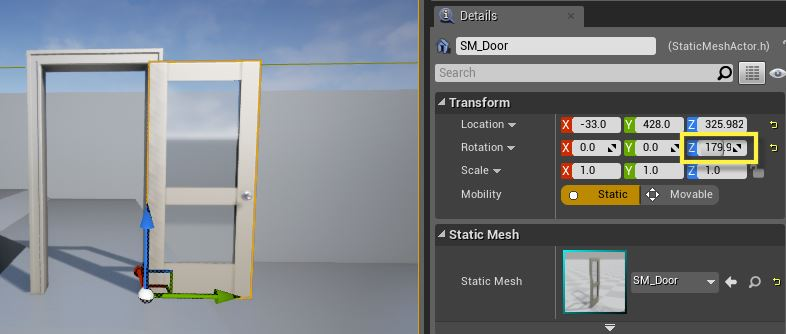 Details
SM_Door
(StaticMeshActor.h)
Search
Transform
Location X -33.0 Y 428.0 Z 325.982
Rotation X 0.0 Y 0.0 Z 179.9
Scale X 1.0 Y 1.0 Z 1.0
Mobility Static Movable
Static Mesh
Static Mesh SM_Door